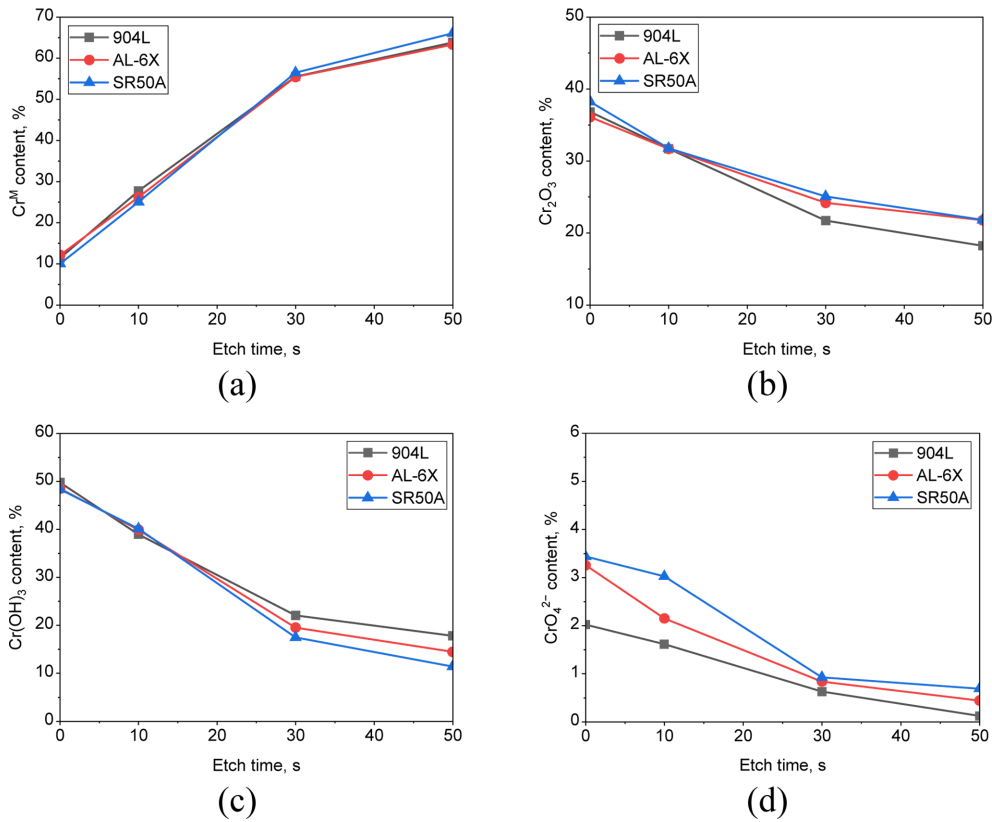 70
60
50
40
30
20
10
0
904L
AL-6X
SR50A
Crᴹ content, %
0 10 20 30 40 50
Etch time, s
(a)
50
40
30
20
10
904L
AL-6X
SR50A
Cr₂O₃ content, %
0 10 20 30 40 50
Etch time, s
(b)
60
50
40
30
20
10
0
904L
AL-6X
SR50A
Cr(OH)₃ content, %
0 10 20 30 40 50
Etch time, s
(c)
6
5
4
3
2
1
0
904L
AL-6X
SR50A
CrO₄²⁻ content, %
0 10 20 30 40 50
Etch time, s
(d)